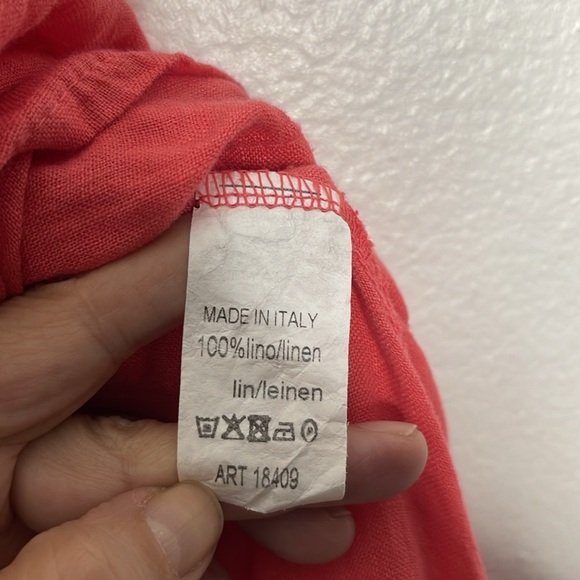 MADE IN ITALY
100%lino/linen
lin/leinen
ART 18409